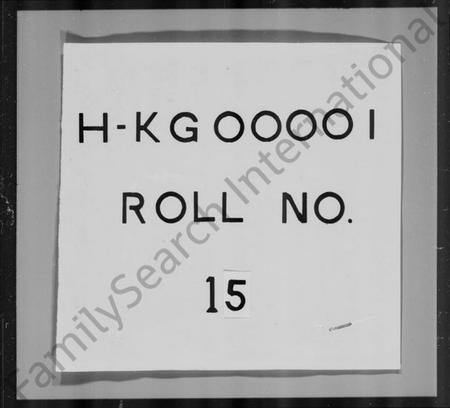 H-KG00001
ROLL NO.
15
FamilySearch International